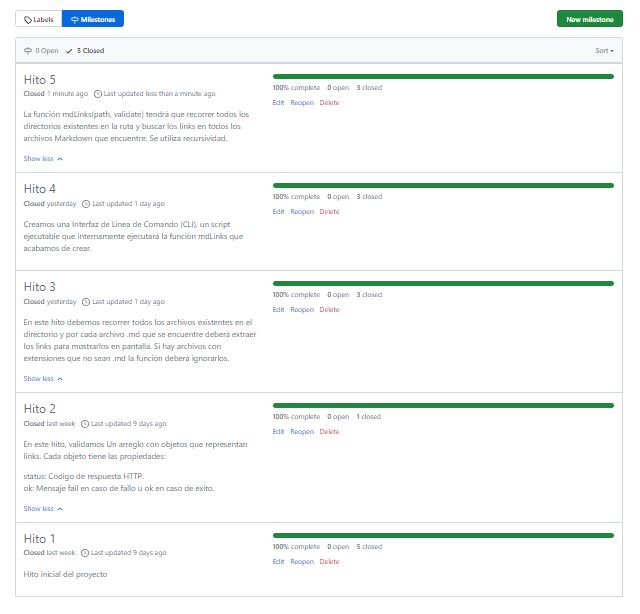 Labels Milestones New milestone
0 Open 5 Closed Sort
Hito 5
Closed 1 minute ago Last updated less than a minute ago
100% complete 0 open 3 closed
Edit Reopen Delete
La función mdLinks(path, validate) tendrá que recorrer todos los
directorios existentes en la ruta y buscar los links en todos los
archivos Markdown que encuentre. Se utiliza recursividad.
Show less
Hito 4
Closed yesterday Last updated 1 day ago
100% complete 0 open 3 closed
Edit Reopen Delete
Creamos una Interfaz de Linea de Comando (CLI), un script
ejecutable que internamente ejecutará la función mdLinks que
acabamos de crear.
Hito 3
Closed yesterday Last updated 1 day ago
100% complete 0 open 3 closed
Edit Reopen Delete
En este hito debemos recorrer todos los archivos existentes en el
directorio y por cada archivo .md que se encuentre deberá extraer
los links para mostrarlos en pantalla. Si hay archivos con
extensiones que no sean .md la función deberá ignorarlos.
Show less
Hito 2
Closed last week Last updated 9 days ago
100% complete 0 open 1 closed
Edit Reopen Delete
En este hito, validamos Un arreglo con objetos que representan
links. Cada objeto tiene las propiedades:
status: Código de respuesta HTTP.
ok: Mensaje fail en caso de fallo u ok en caso de éxito.
Show less
Hito 1
Closed last week Last updated 9 days ago
100% complete 0 open 5 closed
Edit Reopen Delete
Hito inicial del proyecto